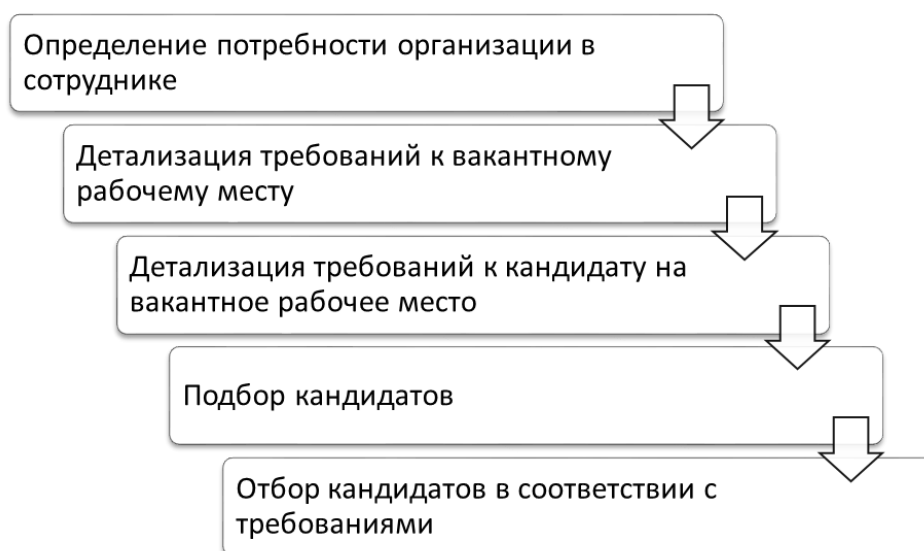 Определение потребности организации в
сотруднике
Детализация требований к вакантному
рабочему месту
Детализация требований к кандидату на
вакантное рабочее место
Подбор кандидатов
Отбор кандидатов в соответствии с
требованиями